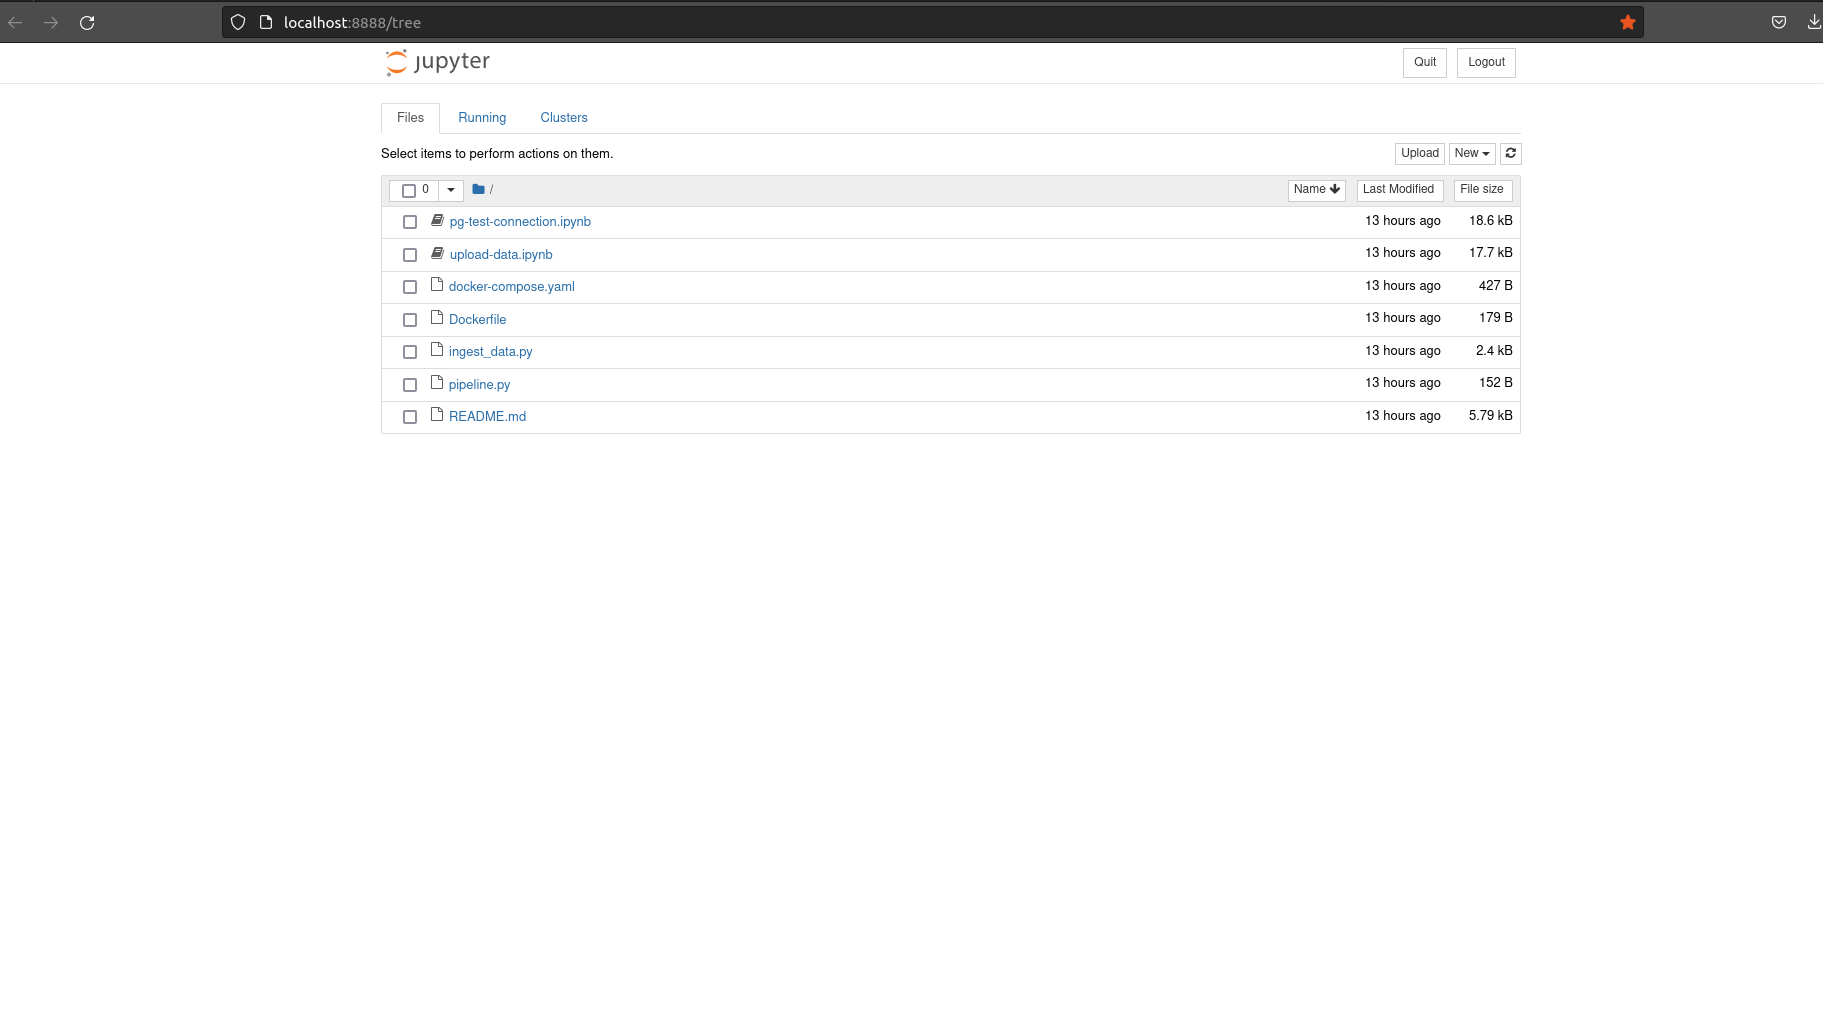 localhost:8888/tree
jupyter
Quit Logout
Files Running Clusters
Select items to perform actions on them.
Upload New
0 / Name Last Modified File size
pg-test-connection.ipynb 13 hours ago 18.6 kB
upload-data.ipynb 13 hours ago 17.7 kB
docker-compose.yaml 13 hours ago 427 B
Dockerfile 13 hours ago 179 B
ingest_data.py 13 hours ago 2.4 kB
pipeline.py 13 hours ago 152 B
README.md 13 hours ago 5.79 kB